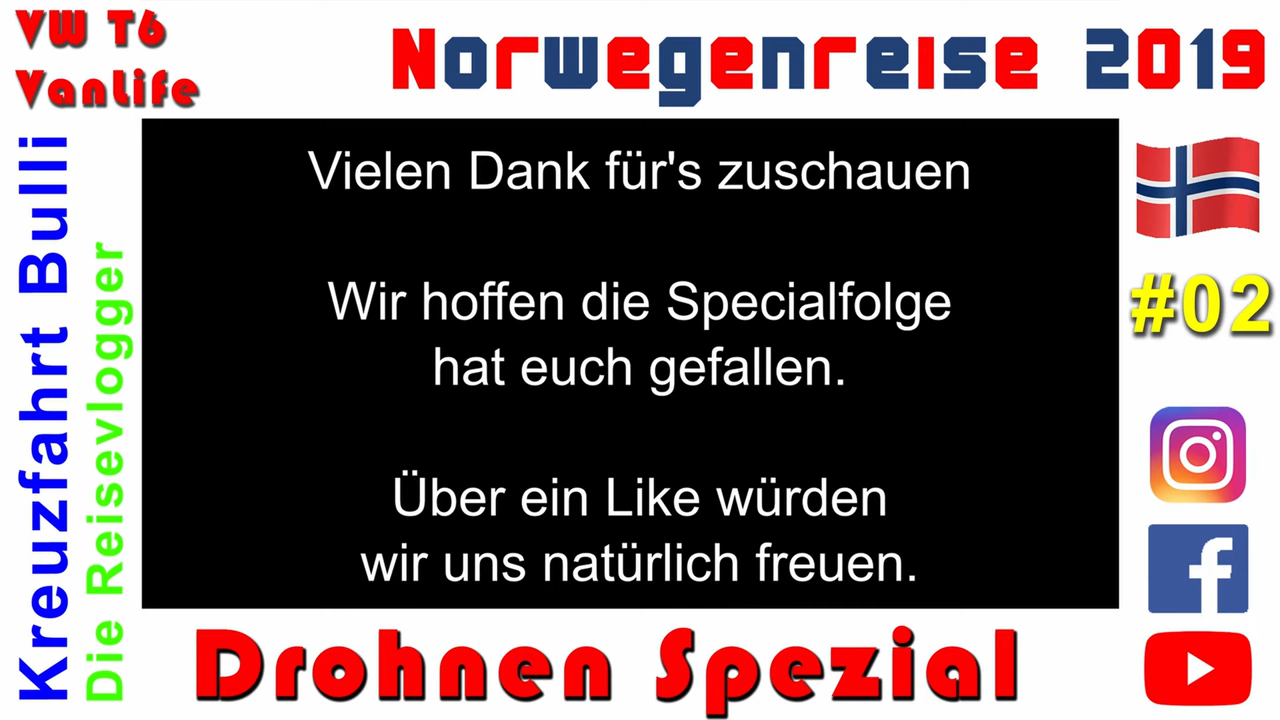 VW T6
VanLife
Norwegenreise 2019
Kreuzfahrt Bulli
Die Reisevlogger
Vielen Dank für's zuschauen
Wir hoffen die Specialfolge
hat euch gefallen.
Über ein Like würden
wir uns natürlich freuen.
#02
Drohnen Spezial